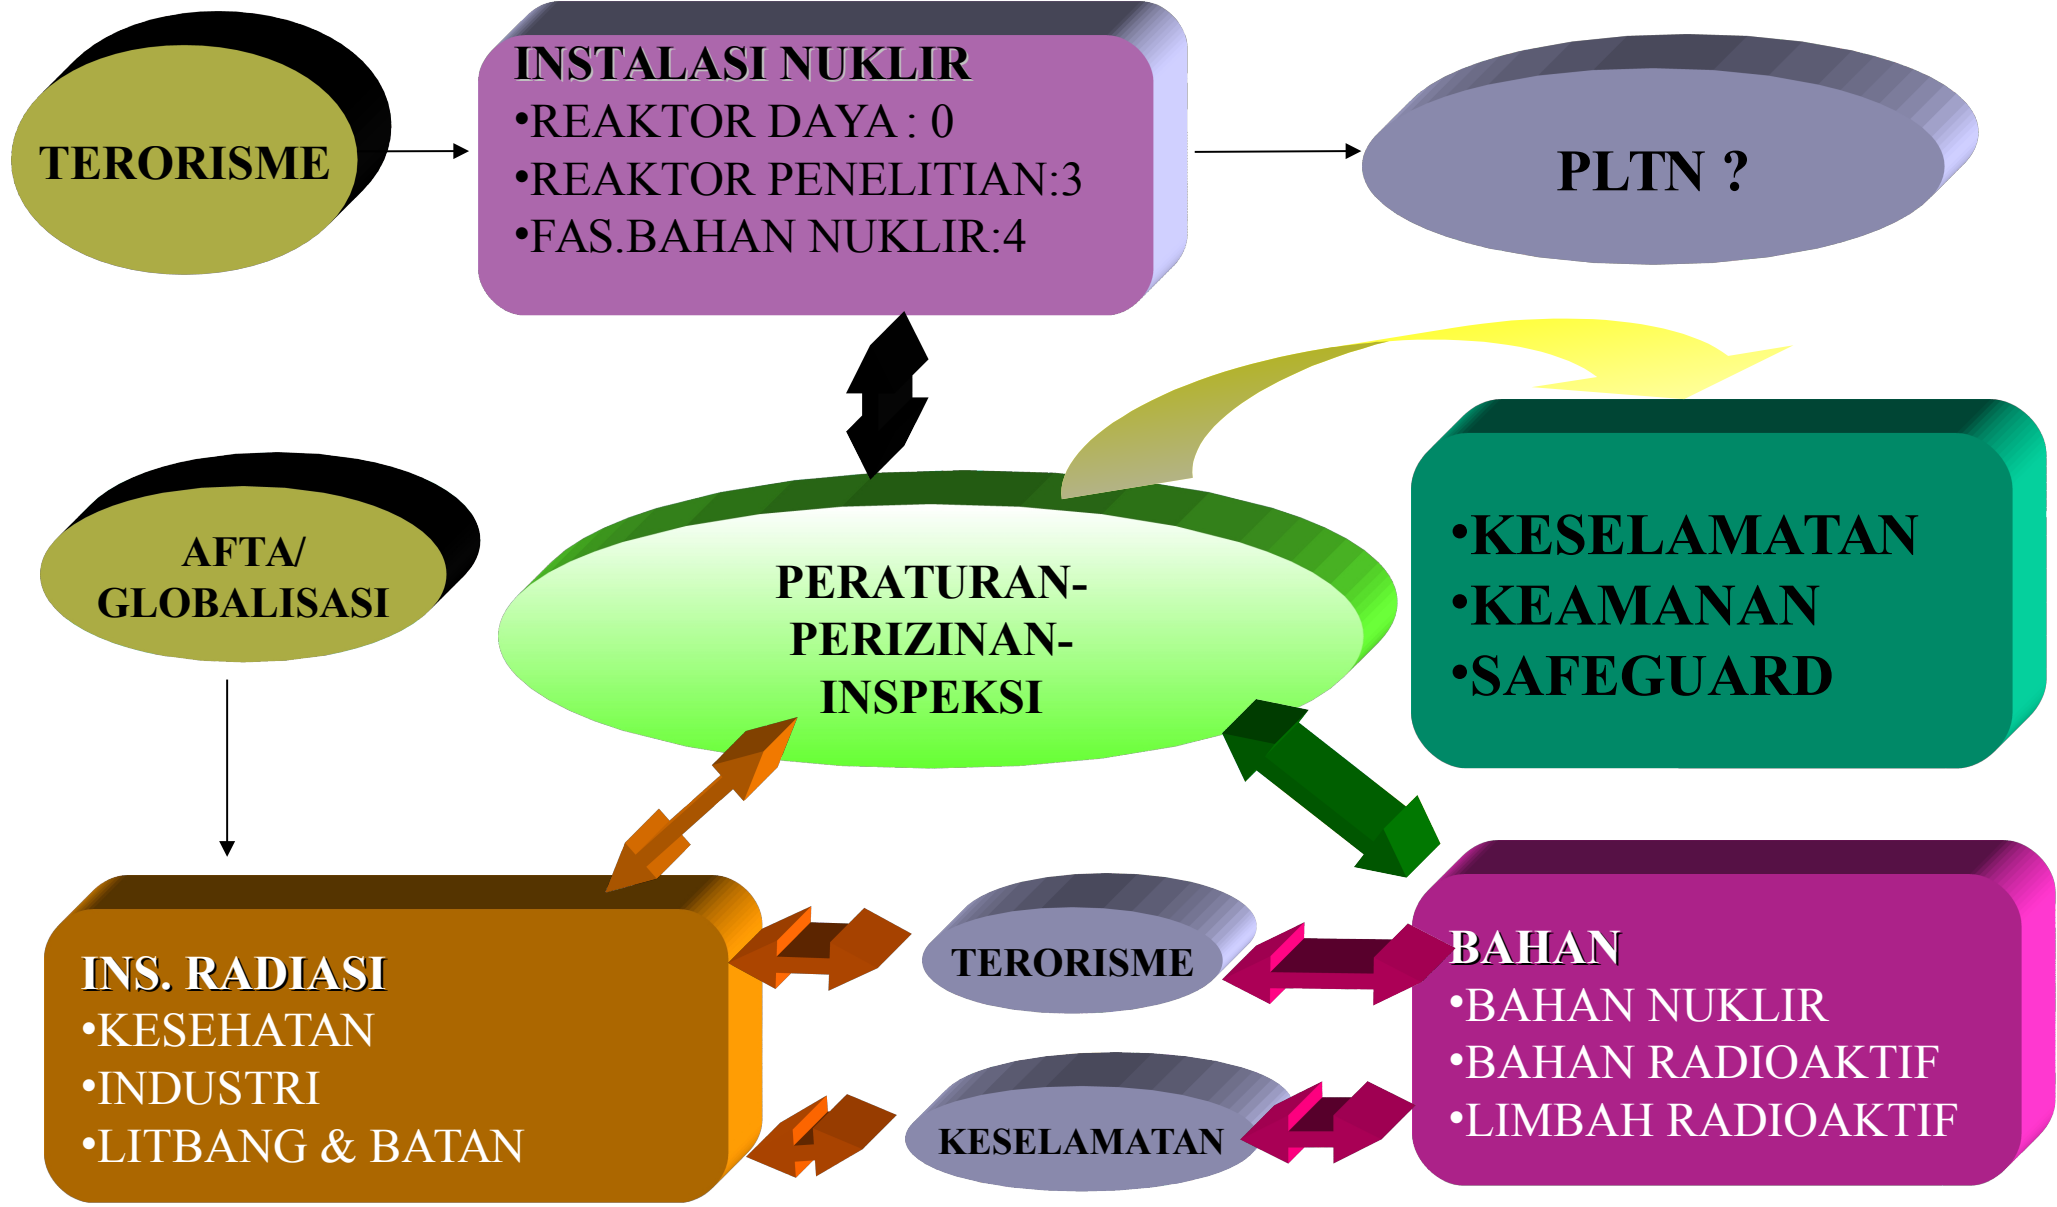 TERORISME
INSTALASI NUKLIR
•REAKTOR DAYA : 0
•REAKTOR PENELITIAN:3
•FAS.BAHAN NUKLIR:4
PLTN ?
AFTA/
GLOBALISASI
PERATURAN-
PERIZINAN-
INSPEKSI
•KESELAMATAN
•KEAMANAN
•SAFEGUARD
INS. RADIASI
•KESEHATAN
•INDUSTRI
•LITBANG & BATAN
TERORISME
KESELAMATAN
BAHAN
•BAHAN NUKLIR
•BAHAN RADIOAKTIF
•LIMBAH RADIOAKTIF